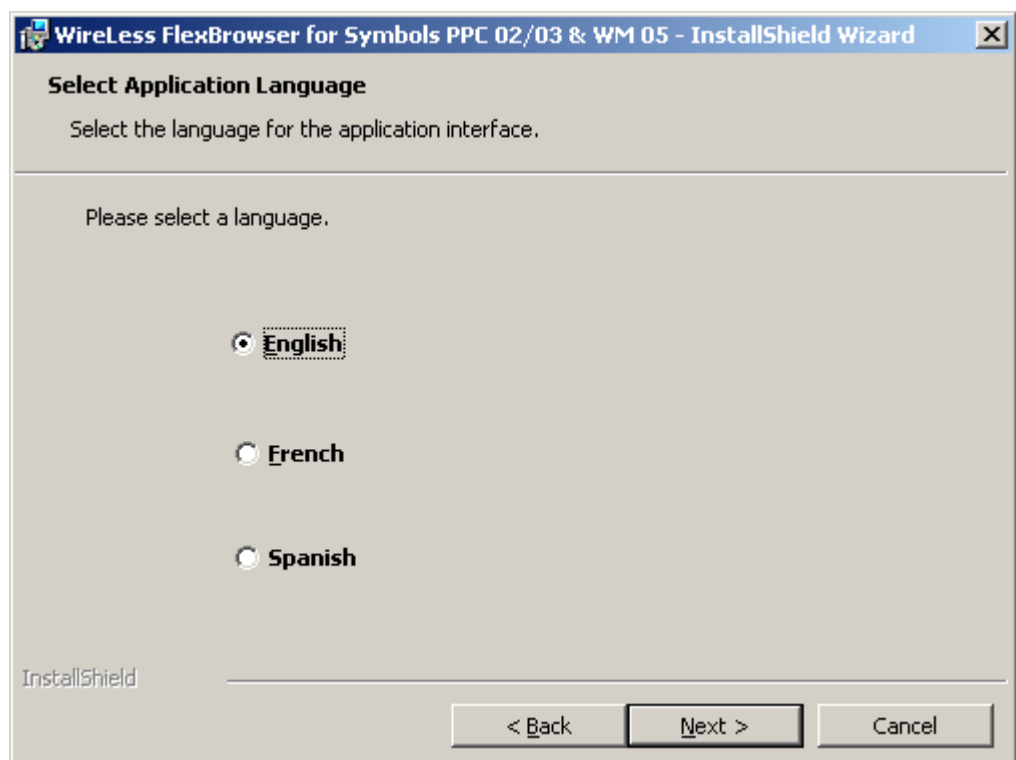 WireLess FlexBrowser for Symbols PPC 02/03 & WM 05 - InstallShield Wizard
Select Application Language
Select the language for the application interface.
Please select a language.
English
French
Spanish
InstallShield
< Back
Next >
Cancel